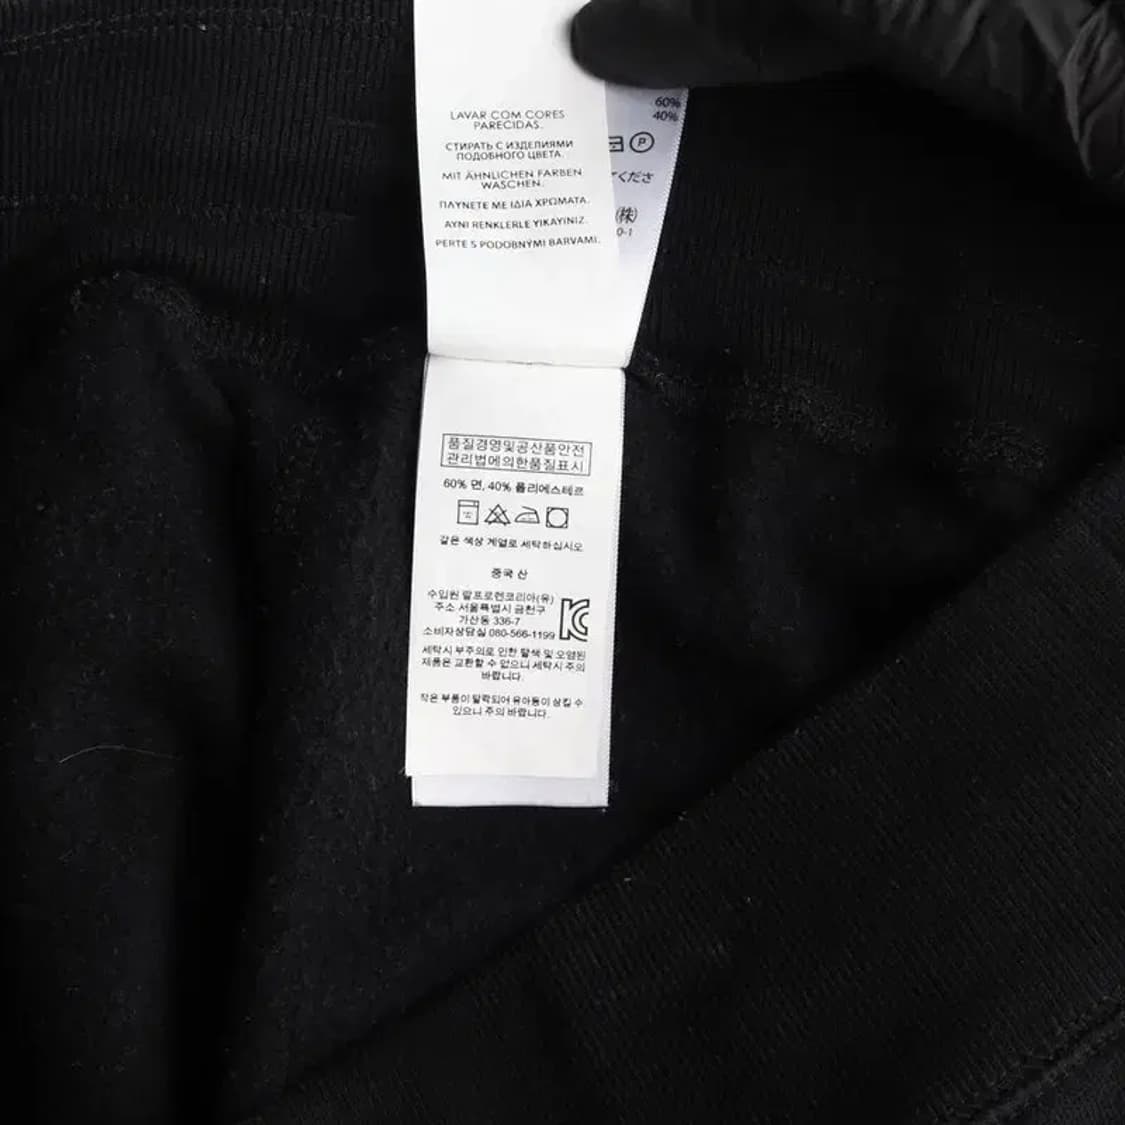 LAVAR COM CORES
PARECIDAS.
СТИРАТЬ С ИЗДЕЛИЯМИ
ПОДОБНОГО ЦВЕТА.
MIT ÄHNLICHEN FARBEN
WASCHEN.
ΠΛΥΝΕΤΕ ΜΕ ΙΔΙΑ ΧΡΩΜΑΤΑ.
AYNI RENKLERLE YIKAYINIZ.
PERTE S PODOBNÝMI BARVAMI.
60%
40%
P
てくださ
(株)
0-1
품질경영및공산품안전
관리법에의한품질표시
60% 면, 40% 폴리에스테르
같은 색상 계열로 세탁하십시오
중국 산
수입원 랄프로렌코리아(유)
주소 서울특별시 금천구
가산동 336-7
소비자상담실 080-566-1199
세탁시 부주의로 인한 탈색 및 오염된
제품은 교환할 수 없으니 세탁시 주의
바랍니다.
작은 부품이 탈락되어 유아동이 삼킬 수
있으니 주의 바랍니다.